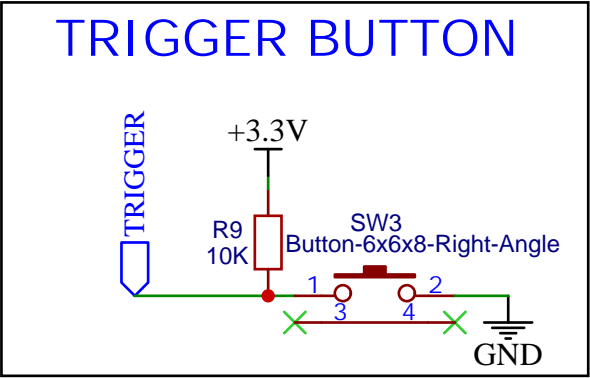 TRIGGER BUTTON
TRIGGER
+3.3V
R9
10K
SW3
Button-6x6x8-Right-Angle
1
2
3
4
GND